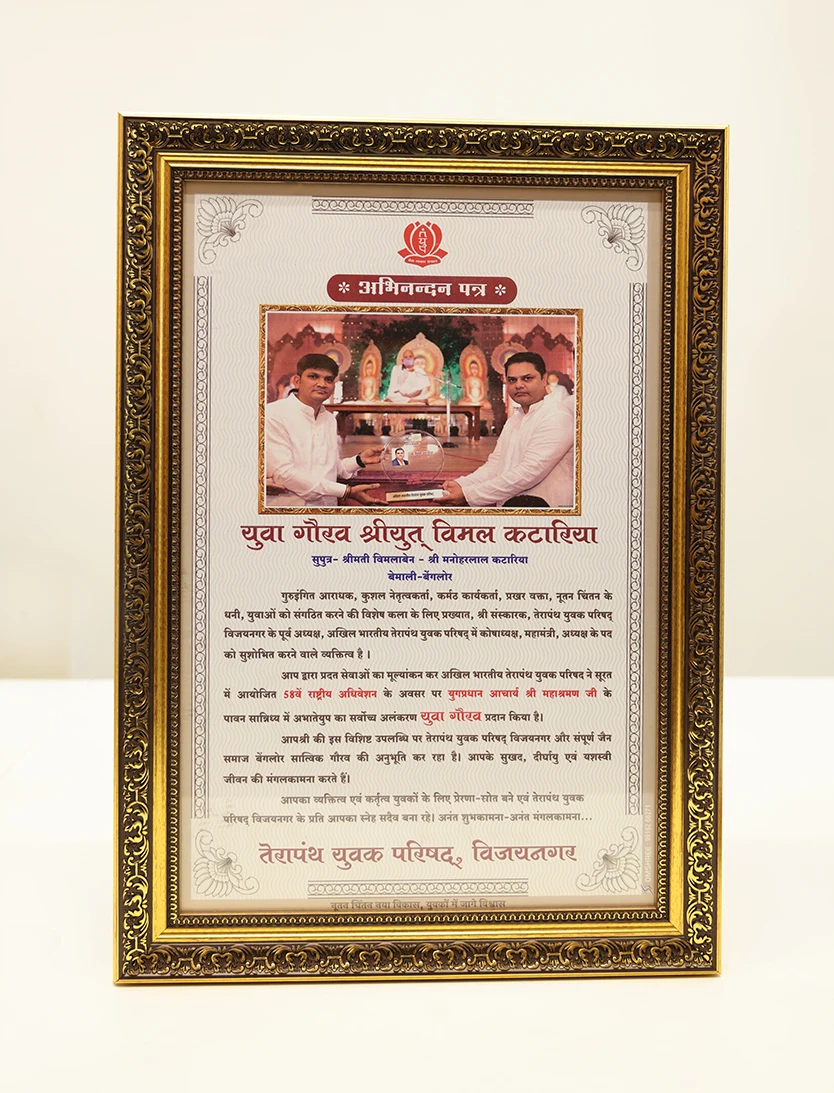 तेयुप
❇ अभिनन्दन पत्र ❇
युवा गौरव श्रीयुत् विमल कटारिया
सुपुत्र- श्रीमती विमलाबेन - श्री मनोहरलाल कटारिया
बेमाली-बेंगलोर
गुरुइंगित आराधक, कुशल नेतृत्वकर्ता, कर्मठ कार्यकर्ता, प्रखर वक्ता, नूतन चिंतन के
धनी, युवाओं को संगठित करने की विशेष कला के लिए प्रख्यात, श्री संस्कारक, तेरापंथ युवक परिषद्
विजयनगर के पूर्व अध्यक्ष, अखिल भारतीय तेरापंथ युवक परिषद् में कोषाध्यक्ष, महामंत्री, अध्यक्ष के पद
को सुशोभित करने वाले व्यक्तित्व है ।
आप द्वारा प्रदत सेवाओं का मूल्यांकन कर अखिल भारतीय तेरापंथ युवक परिषद ने सूरत
में आयोजित 58वें राष्ट्रीय अधिवेशन के अवसर पर युगप्रधान आचार्य श्री महाश्रमण जी के
पावन सान्निध्य में अभातेयुप का सर्वोच्च अलंकरण युवा गौरव प्रदान किया है।
आपश्री की इस विशिष्ट उपलब्धि पर तेरापंथ युवक परिषद् विजयनगर और संपूर्ण जैन
समाज बेंगलोर सात्विक गौरव की अनुभूति कर रहा है। आपके सुखद, दीर्घायु एवं यशस्वी
जीवन की मंगलकामना करते हैं।
आपका व्यक्तित्व एवं कर्तृत्व युवकों के लिए प्रेरणा-स्रोत बने एवं तेरापंथ युवक
परिषद् विजयनगर के प्रति आपका स्नेह सदैव बना रहे। अनंत शुभकामना-अनंत मंगलकामना...
तेरापंथ युवक परिषद्, विजयनगर
नूतन चिंतन नया विकास, युवकों में जागे विश्वास